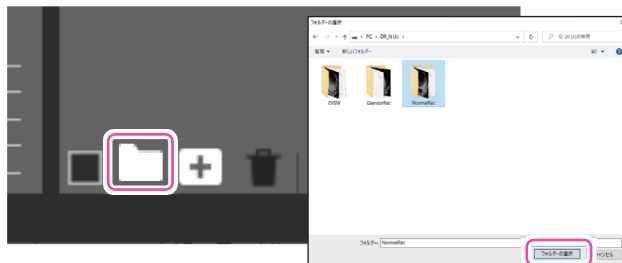 フォルダーの選択
PC › DR_N (J:) ›
整理 ▼ 新しいフォルダー
EVSW
GsensorRec
NormalRec
フォルダー: NormalRec
フォルダーの選択
キャンセル